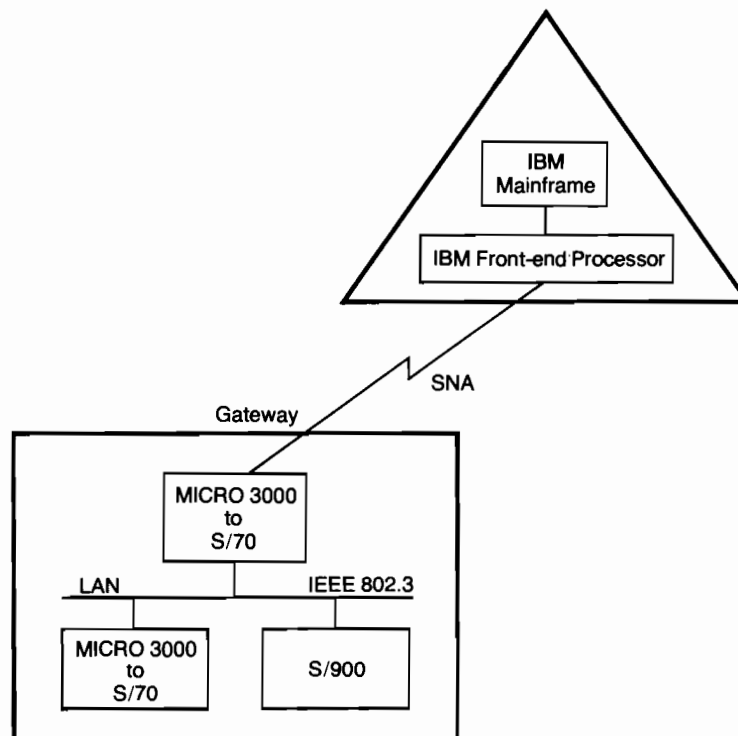 IBM
Mainframe
IBM Front-end Processor
SNA
Gateway
MICRO 3000
to
S/70
LAN IEEE 802.3
MICRO 3000
to
S/70
S/900